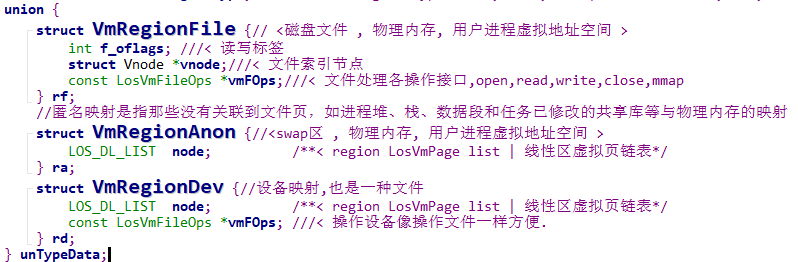 union {
struct VmRegionFile {// <磁盘文件 , 物理内存, 用户进程虚拟地址空间 >
int f_oflags; ///< 读写标签
struct Vnode *vnode;///< 文件索引节点
const LosVmFileOps *vmFOps;///< 文件处理各操作接口,open,read,write,close,mmap
} rf;
//匿名映射是指那些没有关联到文件页，如进程堆、栈、数据段和任务已修改的共享库等与物理内存的映射
struct VmRegionAnon {//<swap区 , 物理内存, 用户进程虚拟地址空间 >
LOS_DL_LIST node; /**< region LosVmPage list | 线性区虚拟页链表*/
} ra;
struct VmRegionDev {//设备映射,也是一种文件
LOS_DL_LIST node; /**< region LosVmPage list | 线性区虚拟页链表*/
const LosVmFileOps *vmFOps; ///< 操作设备像操作文件一样方便.
} rd;
} unTypeData;